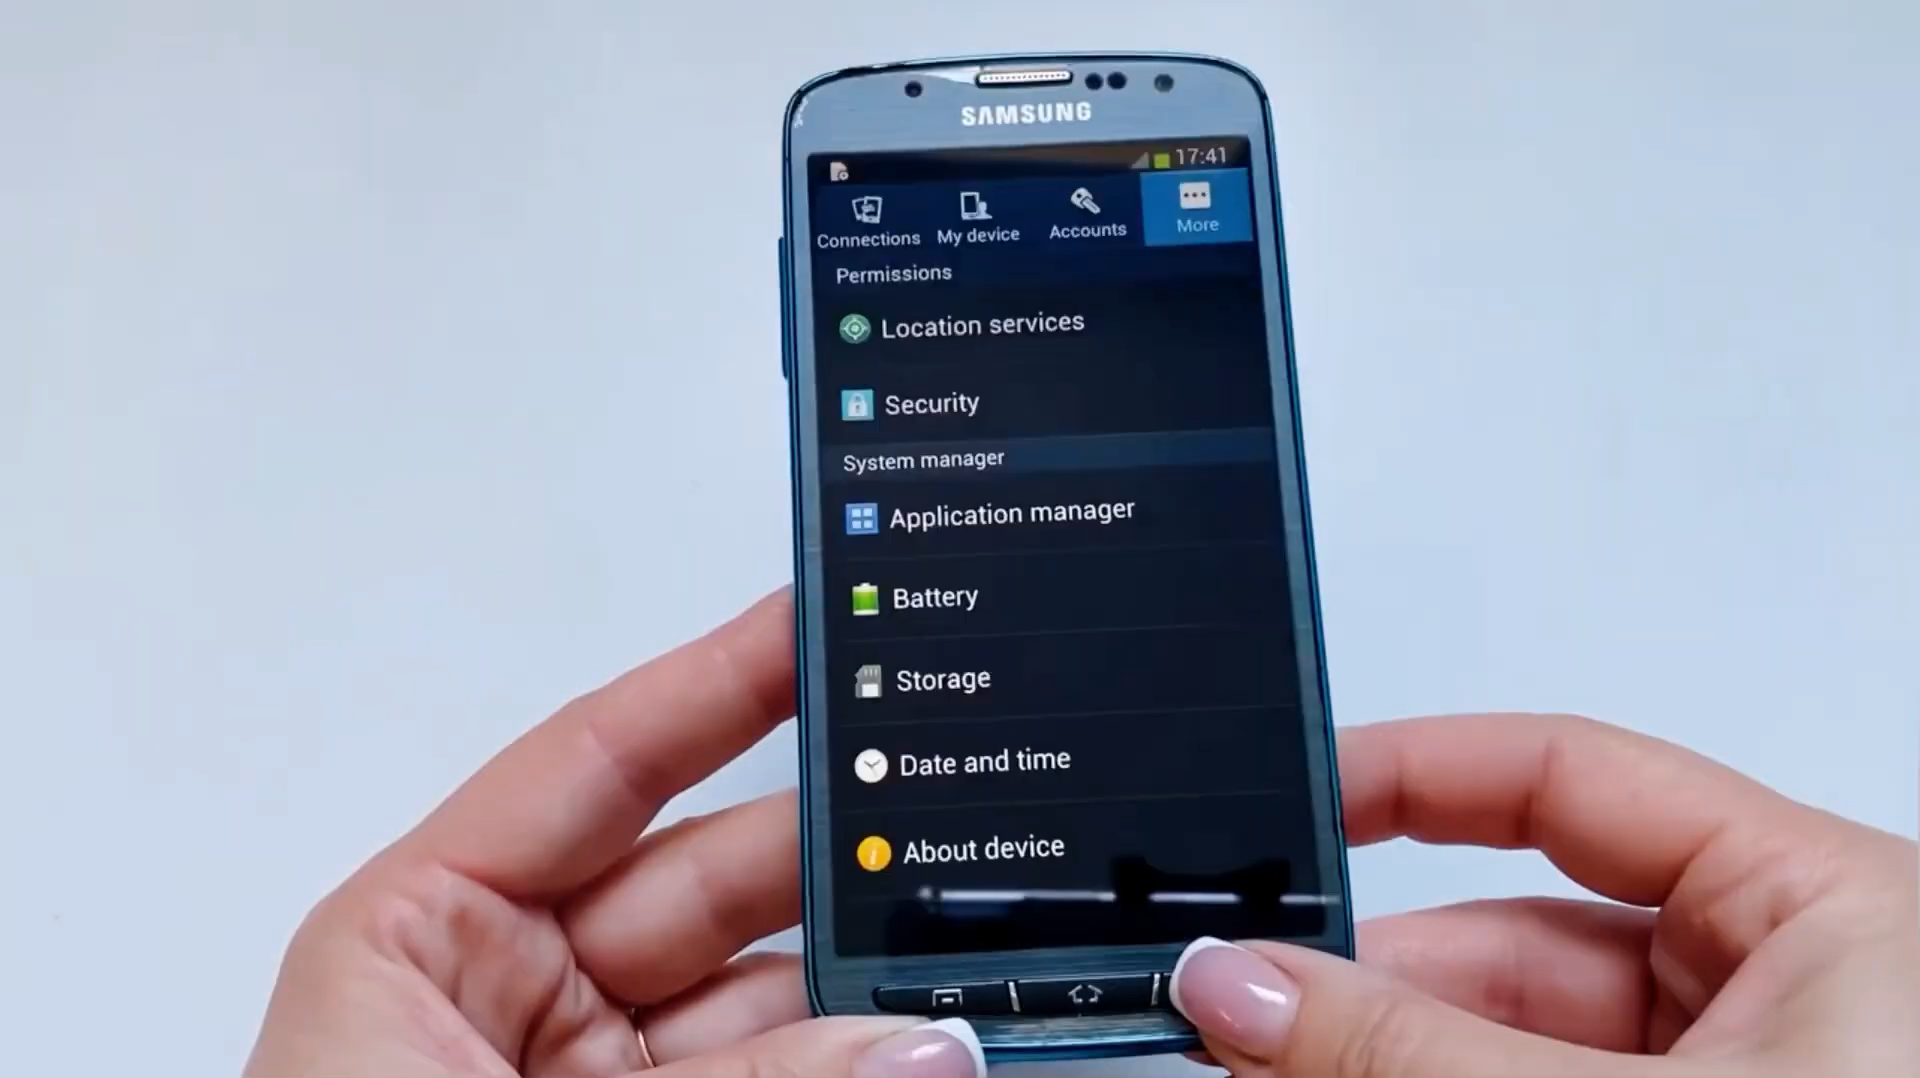 SAMSUNG
17:41
Connections My device Accounts More
Permissions
Location services
Security
System manager
Application manager
Battery
Storage
Date and time
About device